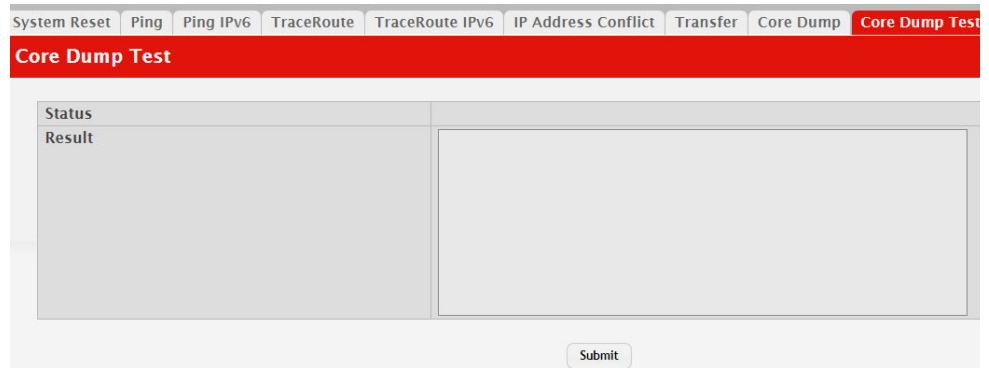 System Reset Ping Ping IPv6 TraceRoute TraceRoute IPv6 IP Address Conflict Transfer Core Dump Core Dump Test
Core Dump Test
Status
Result
Submit